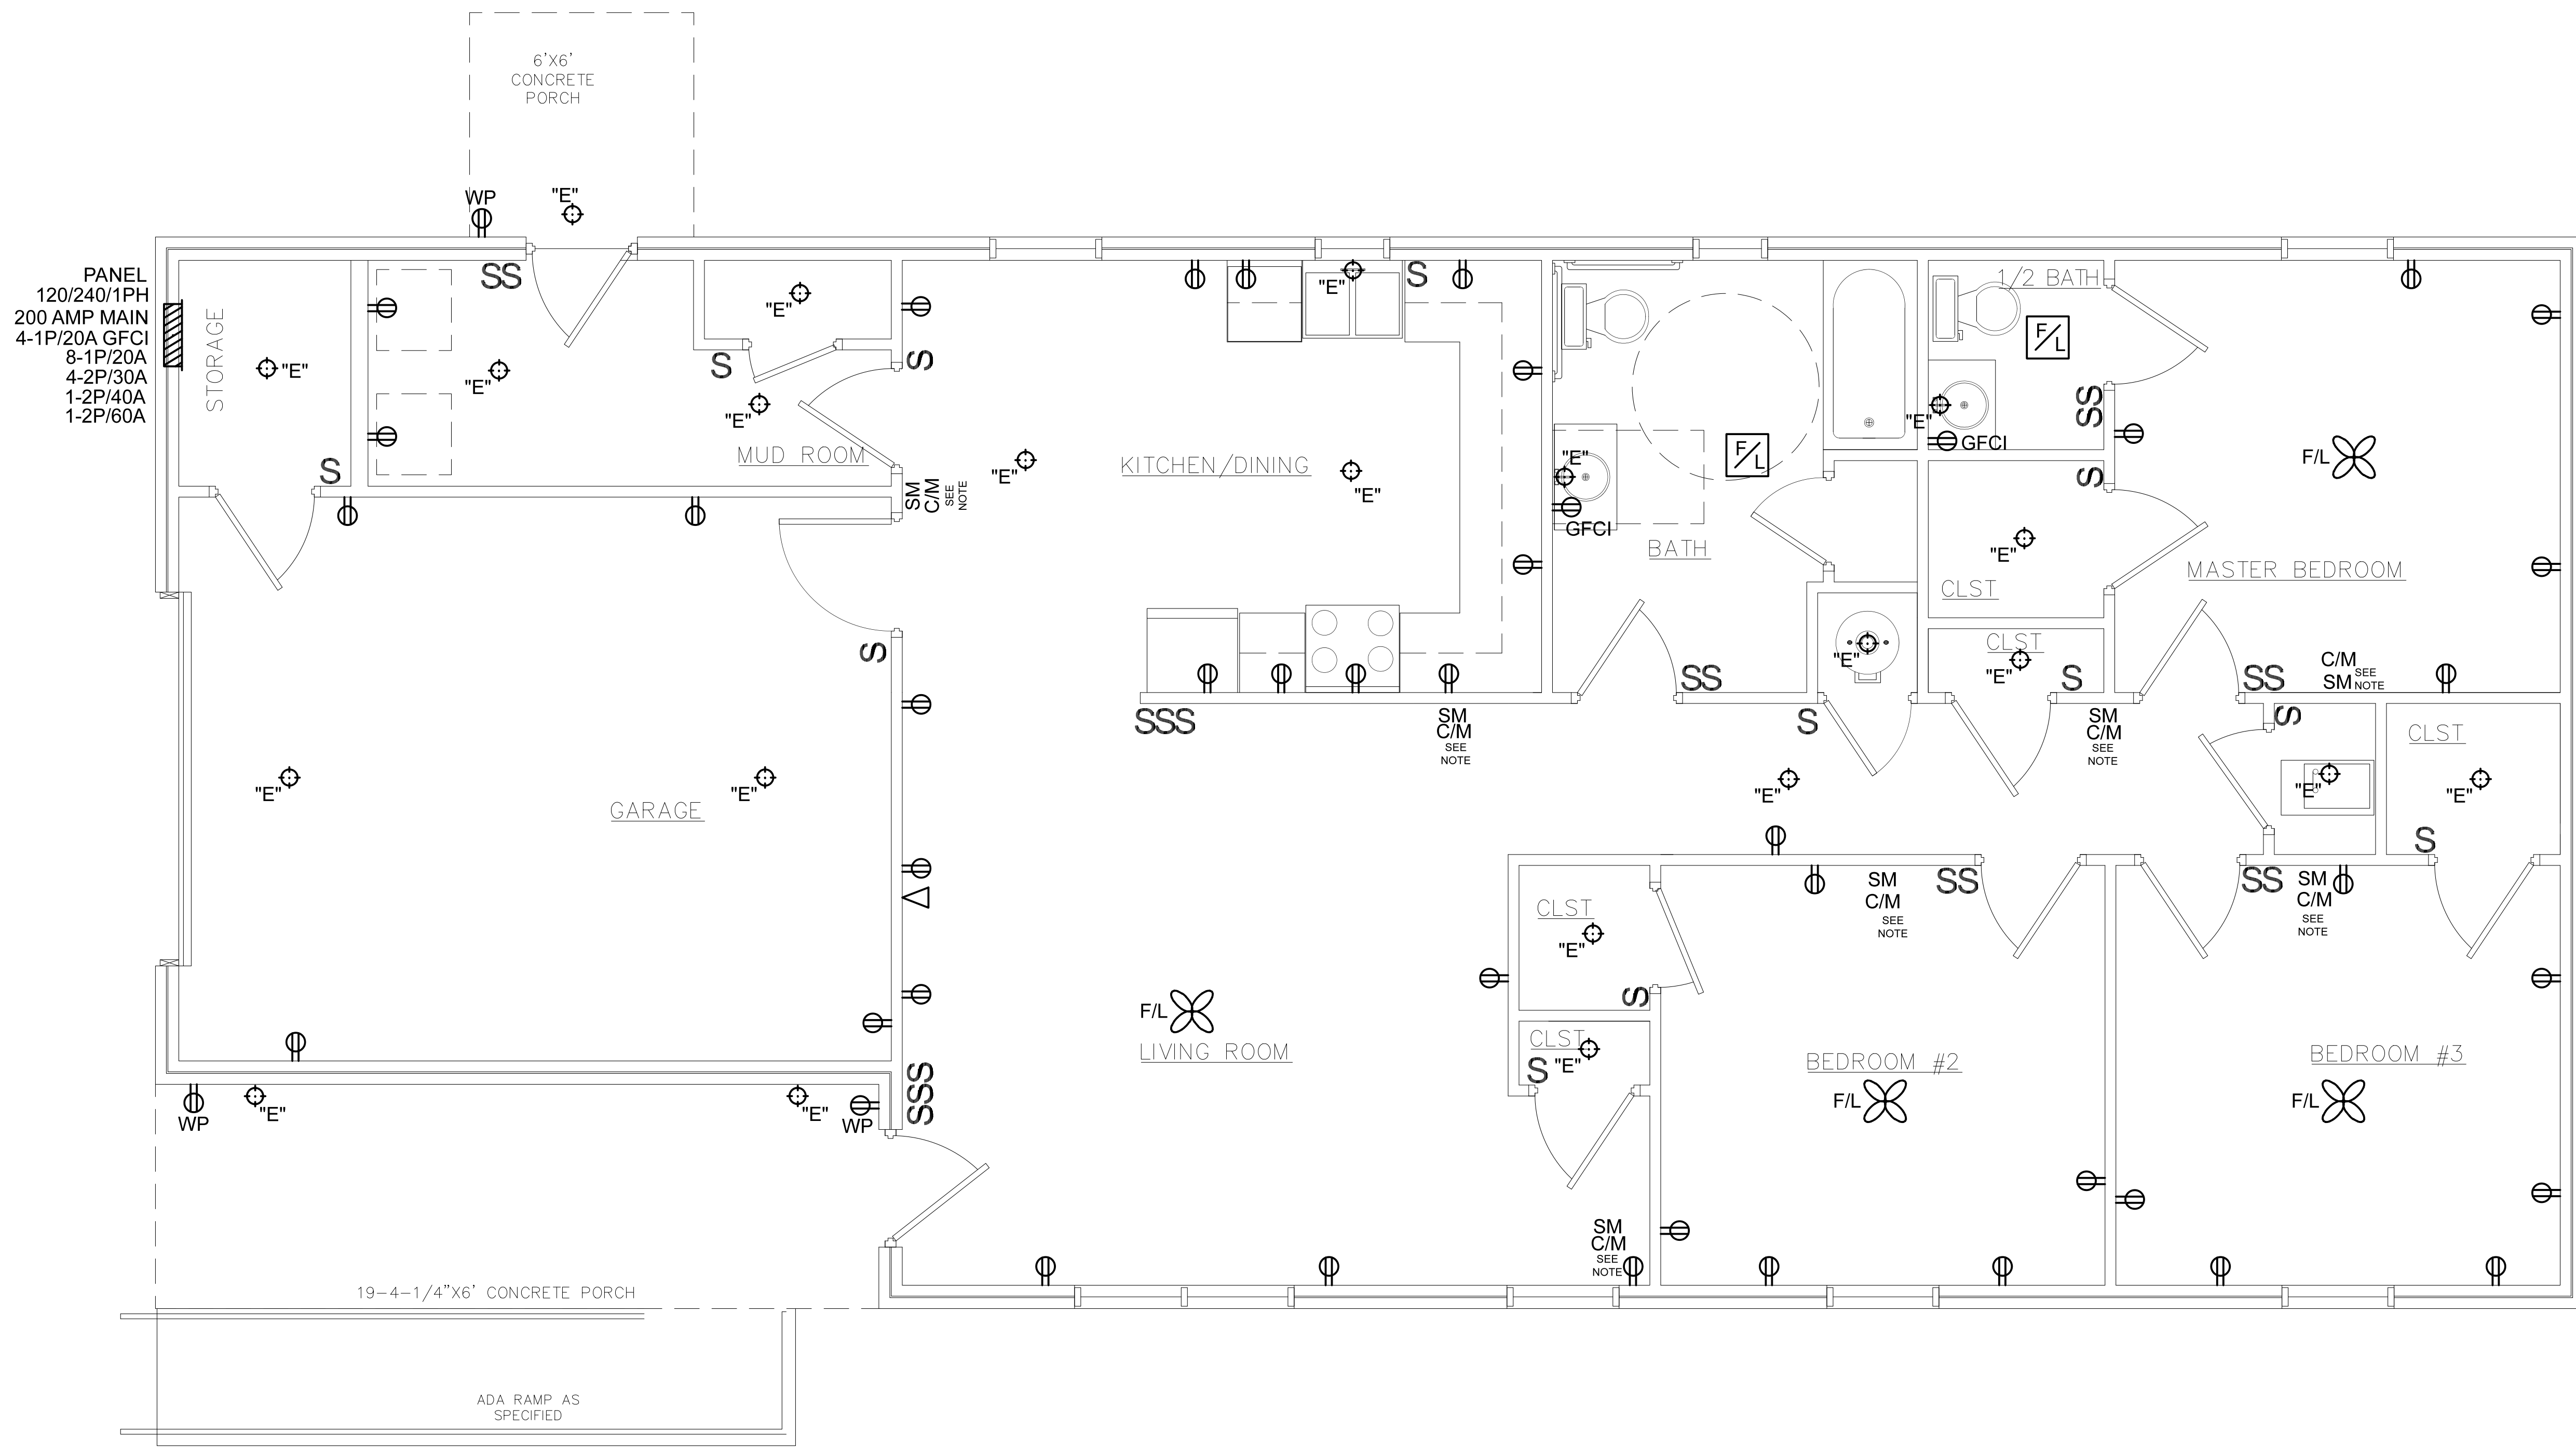 6'X6'
CONCRETE
PORCH
WP
"E"
PANEL
120/240/1PH
200 AMP MAIN
4-1P/20A GFCI
8-1P/20A
4-2P/30A
1-2P/40A
1-2P/60A
STORAGE
"E"
S
SS
"E"
"E"
S
"E"
MUD ROOM
S
SM
C/M
SEE
NOTE
"E"
KITCHEN/DINING
"E"
"E"
S
"E"
GFCI
F/L
BATH
1/2 BATH
F/L
"E"
GFCI
SS
S
F/L
"E"
CLST
MASTER BEDROOM
CLST
"E"
S
"E"
SS
SS
C/M
SEE
SM
NOTE
S
SSS
SM
C/M
SEE
NOTE
S
SM
C/M
SEE
NOTE
S
CLST
"E"
"E"
"E"
"E"
GARAGE
"E"
S
CLST
"E"
S
SM
C/M
SEE
NOTE
SS
SS
SM
C/M
SEE
NOTE
F/L
LIVING ROOM
CLST
"E"
S
BEDROOM #2
F/L
BEDROOM #3
F/L
WP
"E"
"E"
WP
SSS
SM
C/M
SEE
NOTE
19-4-1/4"X6' CONCRETE PORCH
ADA RAMP AS
SPECIFIED